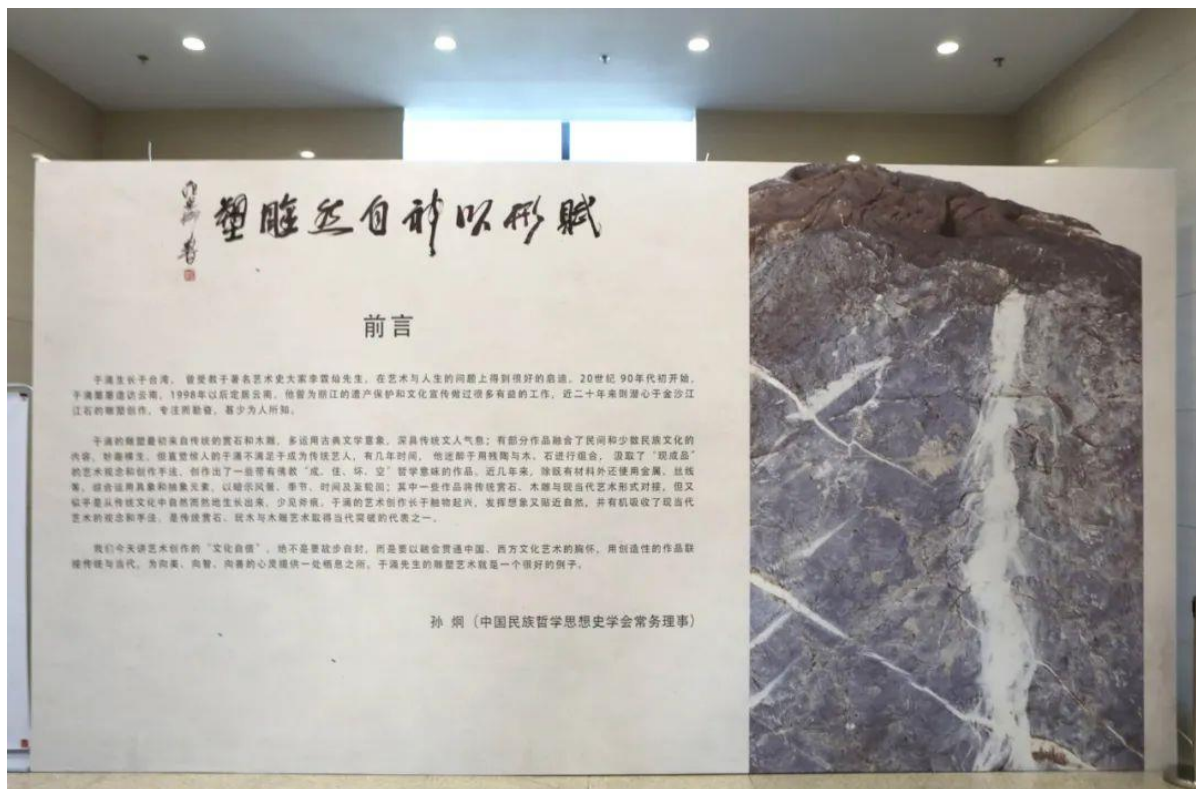 賦形以神自然雕塑
前言
于涌生长于台湾，曾受教于著名艺术史大家李霖灿先生，在艺术与人生的问题上得到很好的启迪。20世纪 90年代初开始，
于涌屡屡造访云南，1998年以后定居云南。他曾为丽江的遗产保护和文化宣传做过很多有益的工作，近二十年来则潜心于金沙江
江石的雕塑创作，专注而勤奋，甚少为人所知。
于涌的雕塑最初来自传统的赏石和木雕，多运用古典文学意象，深具传统文人气息；有部分作品融合了民间和少数民族文化的
内容，妙趣横生。但直觉惊人的于涌不满足于成为传统艺人，有几年时间，他迷醉于用残陶与木、石进行组合，汲取了“现成品”
的艺术观念和创作手法，创作出了一些带有佛教“成、住、坏、空”哲学意味的作品。近几年来，除既有材料外还使用金属、丝线
等，综合运用具象和抽象元素，以暗示风景、季节、时间及至轮回；其中一些作品将传统赏石、木雕与现当代艺术形式对接，但又
似乎是从传统文化中自然而然地生长出来，少见斧痕。于涌的艺术创作长于触物起兴，发挥想象又贴近自然，并有机吸收了现当代
艺术的观念和手法，是传统赏石、玩木与木雕艺术取得当代突破的代表之一。
我们今天讲艺术创作的“文化自信”，绝不是要故步自封，而是要以融会贯通中国、西方文化艺术的胸怀，用创造性的作品联
接传统与当代，为向美、向智、向善的心灵提供一处栖息之所。于涌先生的雕塑艺术就是一个很好的例子。
孙 炯（中国民族哲学思想史学会常务理事）